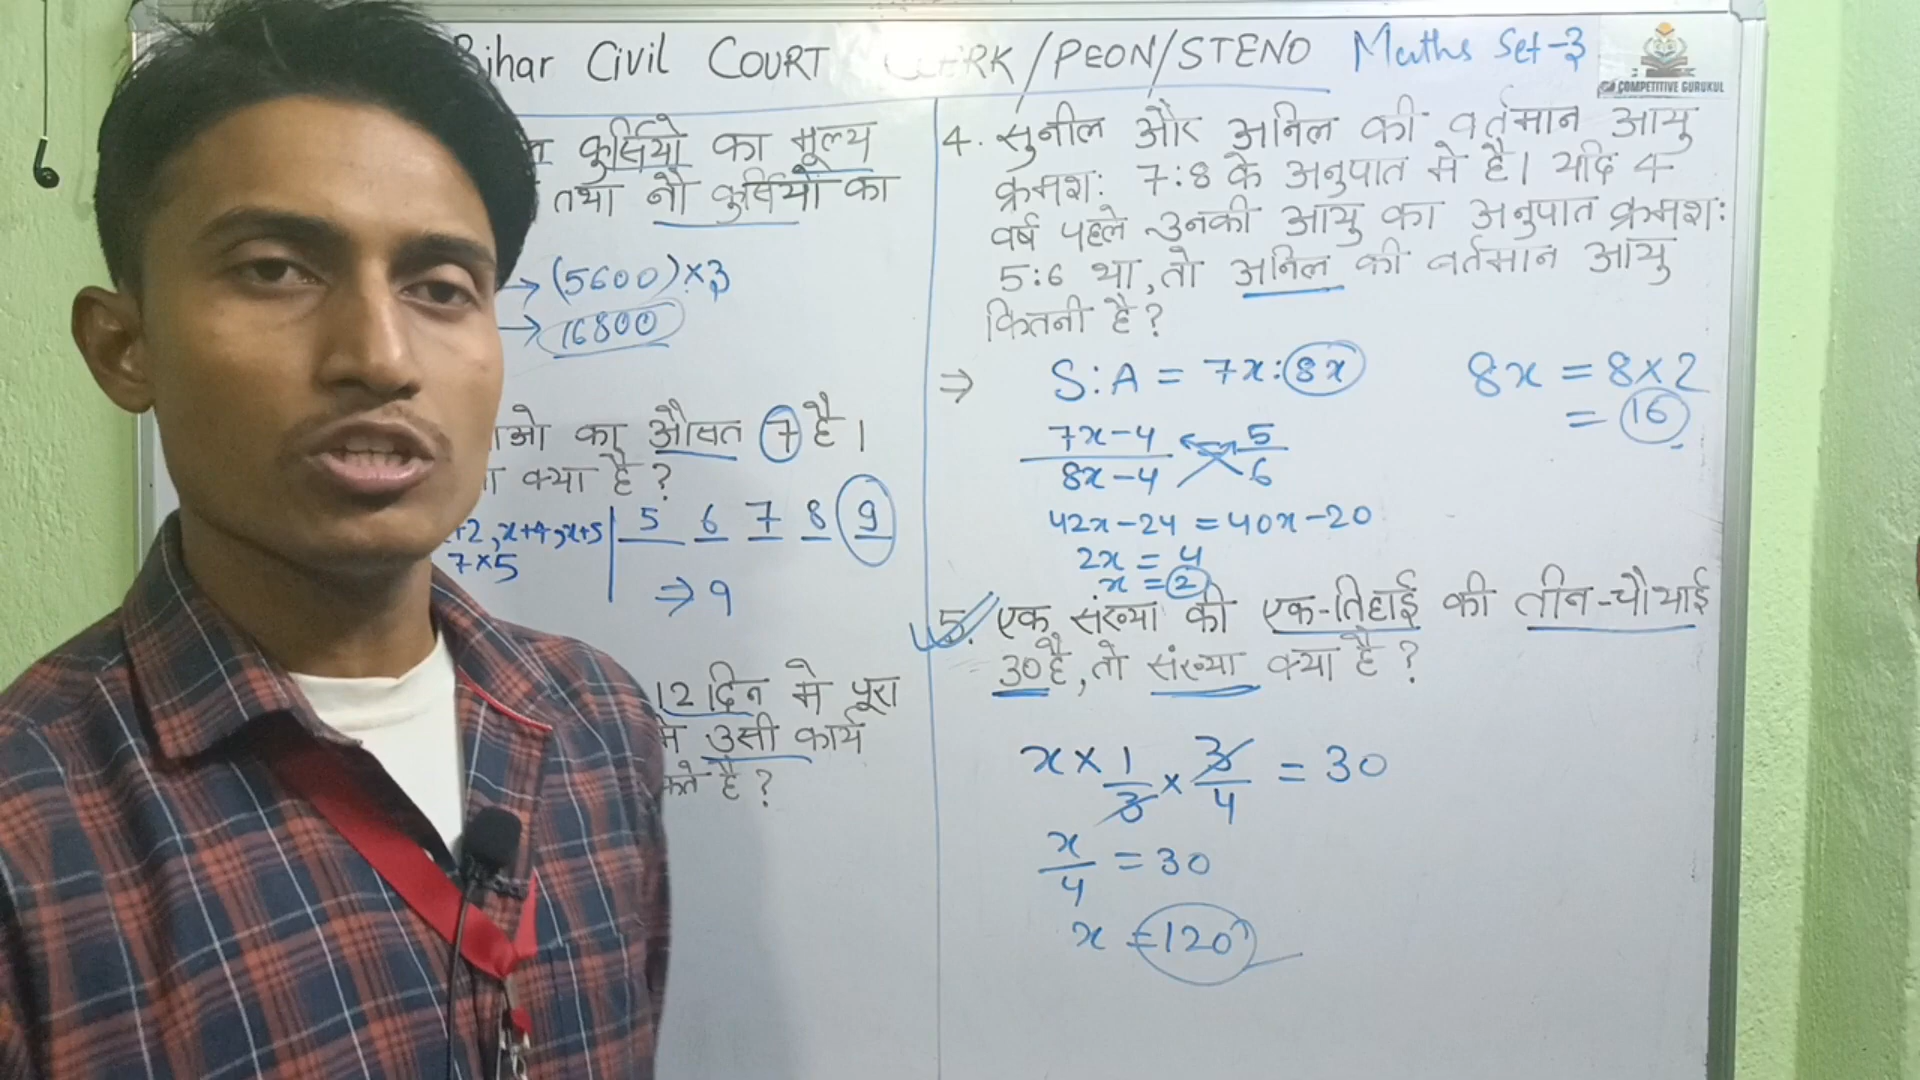 Bihar Civil COURT CLERK/PEON/STENO Maths Set-3
COMPETITIVE GURUKUL
कुर्सियो का मूल्य
तथा नौ कुर्सियो का
→ (5600)×3
→ 16800
ओ का औसत 7 है।
क्या है ?
+2, x+4, x+5
7×5
5 6 7 8 9
⇒ 9
12 दिन मे पूरा
मे उसी कार्य
है ?
4. सुनील और अनिल की वर्तमान आयु
क्रमशः 7:8 के अनुपात मे है। यदि 4
वर्ष पहले उनकी आयु का अनुपात क्रमशः
5:6 था, तो अनिल की वर्तमान आयु
कितनी है ?
⇒ S:A = 7x:8x
7x-4 5
8x-4 6
42x-24 = 40x-20
2x = 4
x = 2
8x = 8×2
= 16
5. एक संख्या की एक-तिहाई की तीन-चौथाई
30 है, तो संख्या क्या है ?
x × 1/3 × 3/4 = 30
x/4 = 30
x = 120